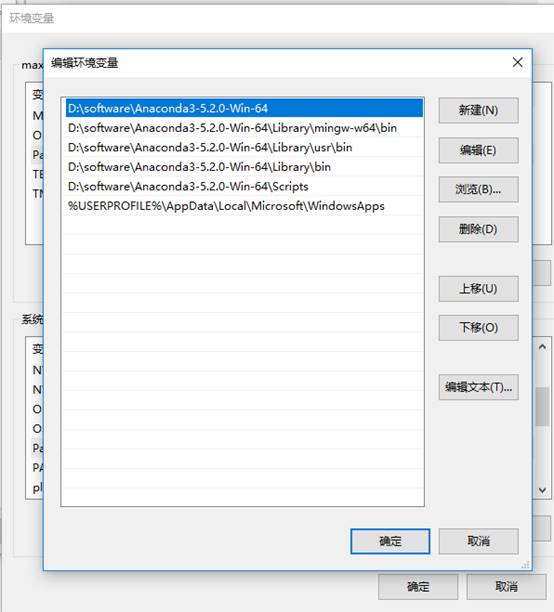 环境变量
编辑环境变量
max
变
M
O
Pa
TE
TM
系统
变
N
N
O
O
Pa
PA
pl
D:\software\Anaconda3-5.2.0-Win-64
D:\software\Anaconda3-5.2.0-Win-64\Library\mingw-w64\bin
D:\software\Anaconda3-5.2.0-Win-64\Library\usr\bin
D:\software\Anaconda3-5.2.0-Win-64\Library\bin
D:\software\Anaconda3-5.2.0-Win-64\Scripts
%USERPROFILE%\AppData\Local\Microsoft\WindowsApps
新建(N)
编辑(E)
浏览(B)...
删除(D)
上移(U)
下移(O)
编辑文本(T)...
确定
取消
确定
取消